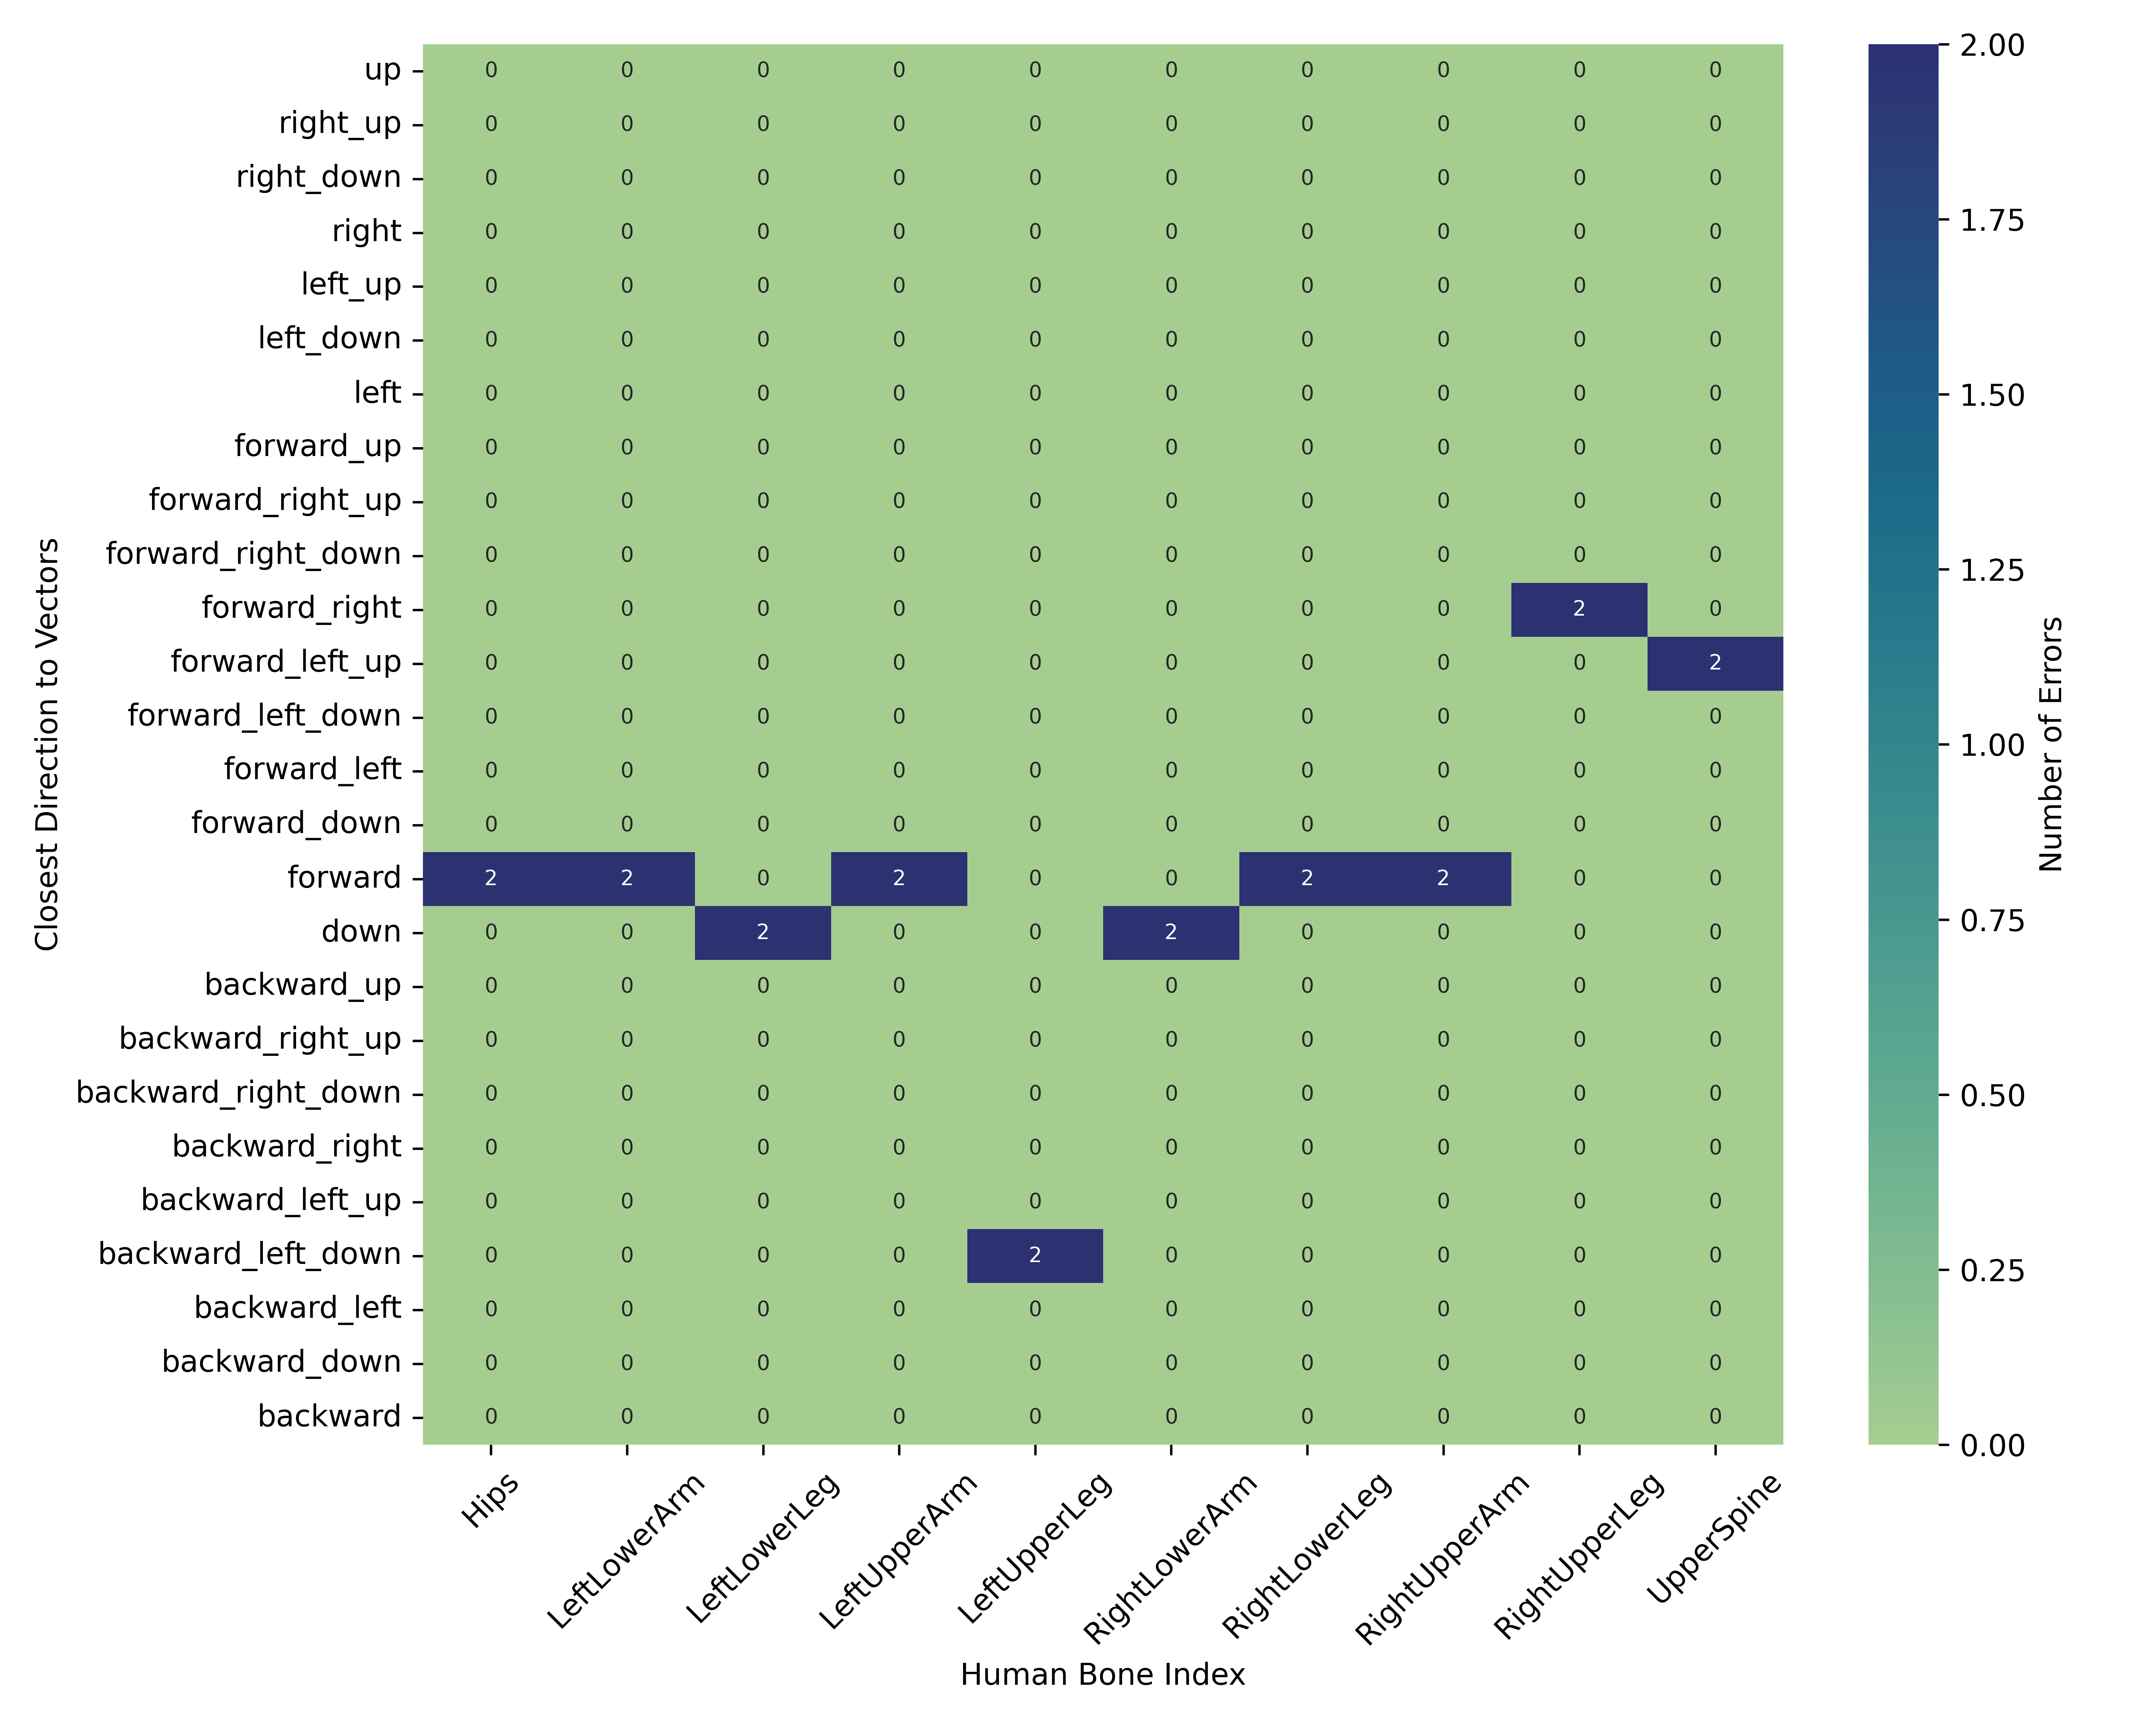 up 0 0 0 0 0 0 0 0 0 0
right_up 0 0 0 0 0 0 0 0 0 0
right_down 0 0 0 0 0 0 0 0 0 0
right 0 0 0 0 0 0 0 0 0 0
left_up 0 0 0 0 0 0 0 0 0 0
left_down 0 0 0 0 0 0 0 0 0 0
left 0 0 0 0 0 0 0 0 0 0
forward_up 0 0 0 0 0 0 0 0 0 0
forward_right_up 0 0 0 0 0 0 0 0 0 0
forward_right_down 0 0 0 0 0 0 0 0 0 0
forward_right 0 0 0 0 0 0 0 0 2 0
forward_left_up 0 0 0 0 0 0 0 0 0 2
forward_left_down 0 0 0 0 0 0 0 0 0 0
forward_left 0 0 0 0 0 0 0 0 0 0
forward_down 0 0 0 0 0 0 0 0 0 0
forward 2 2 0 2 0 0 2 2 0 0
down 0 0 2 0 0 2 0 0 0 0
backward_up 0 0 0 0 0 0 0 0 0 0
backward_right_up 0 0 0 0 0 0 0 0 0 0
backward_right_down 0 0 0 0 0 0 0 0 0 0
backward_right 0 0 0 0 0 0 0 0 0 0
backward_left_up 0 0 0 0 0 0 0 0 0 0
backward_left_down 0 0 0 0 2 0 0 0 0 0
backward_left 0 0 0 0 0 0 0 0 0 0
backward_down 0 0 0 0 0 0 0 0 0 0
backward 0 0 0 0 0 0 0 0 0 0
Closest Direction to Vectors
Hips
LeftLowerArm
LeftLowerLeg
LeftUpperArm
LeftUpperLeg
RightLowerArm
RightLowerLeg
RightUpperArm
RightUpperLeg
UpperSpine
Human Bone Index
2.00
1.75
1.50
1.25
1.00
0.75
0.50
0.25
0.00
Number of Errors